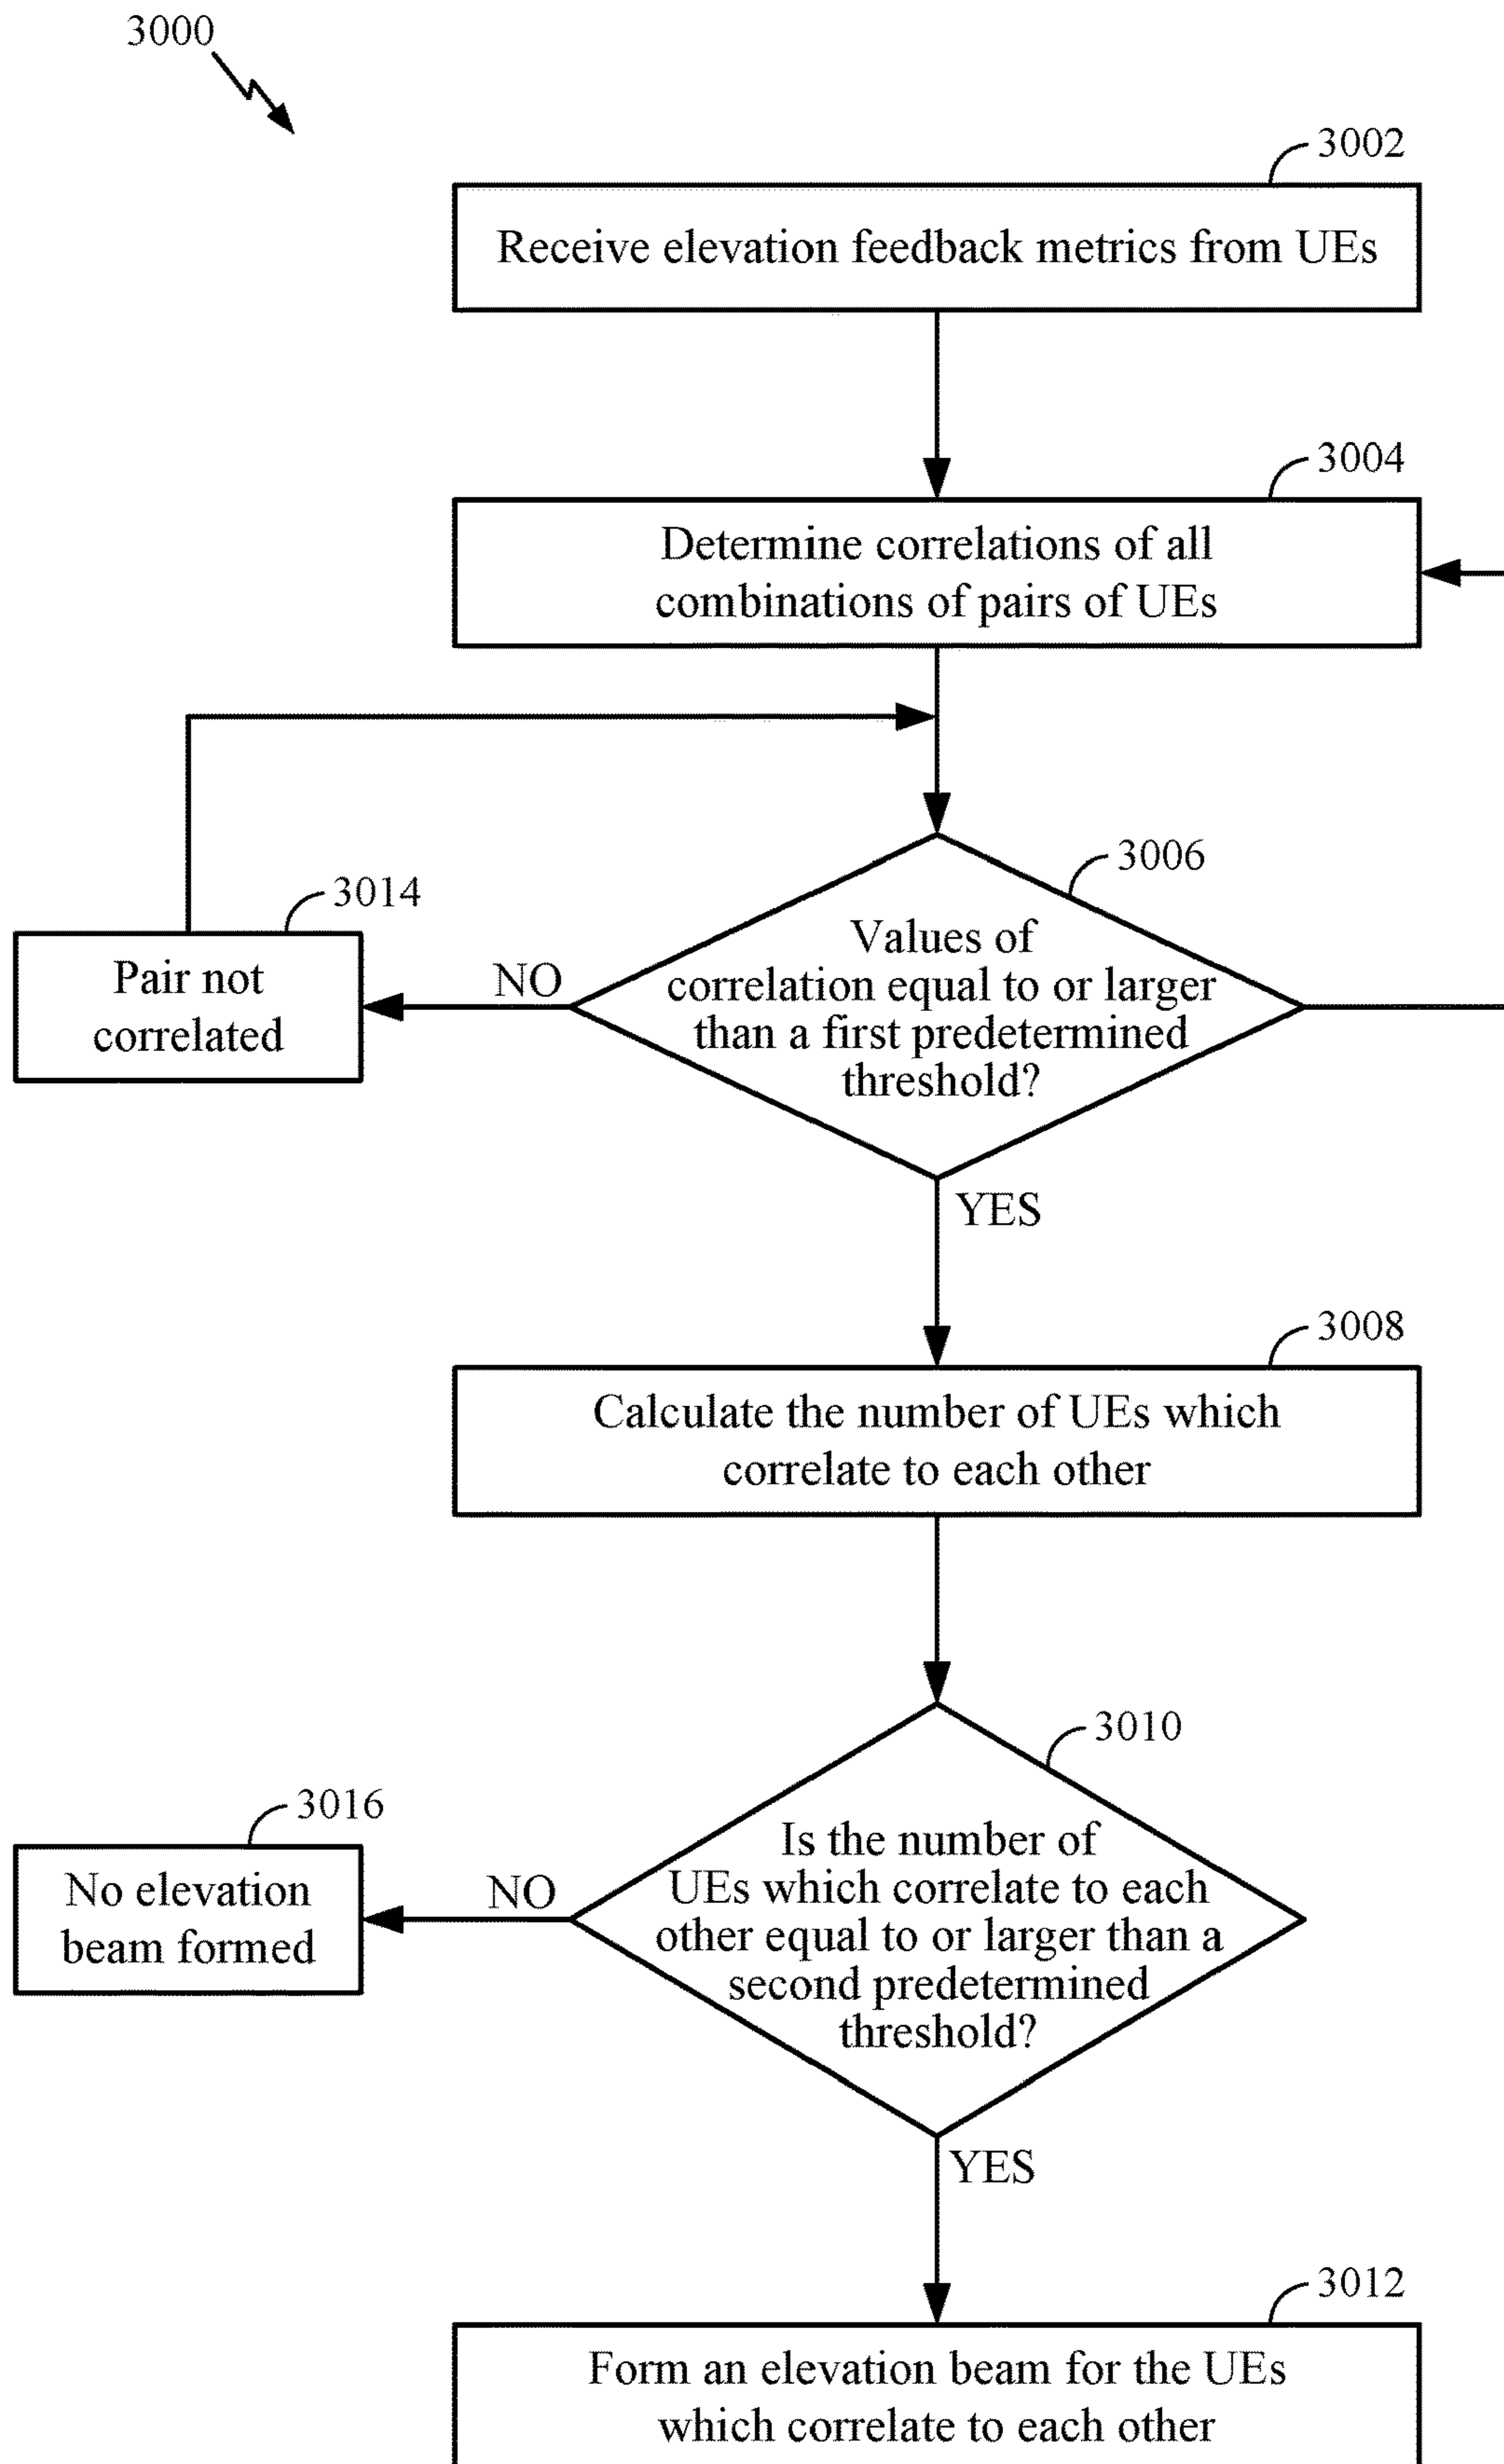 3000
3002
Receive elevation feedback metrics from UEs
3004
Determine correlations of all
combinations of pairs of UEs
3006
Values of
correlation equal to or larger
than a first predetermined
threshold?
3014
Pair not
correlated
NO
YES
3008
Calculate the number of UEs which
correlate to each other
3010
Is the number of
UEs which correlate to each
other equal to or larger than a
second predetermined
threshold?
3016
No elevation
beam formed
NO
YES
3012
Form an elevation beam for the UEs
which correlate to each other